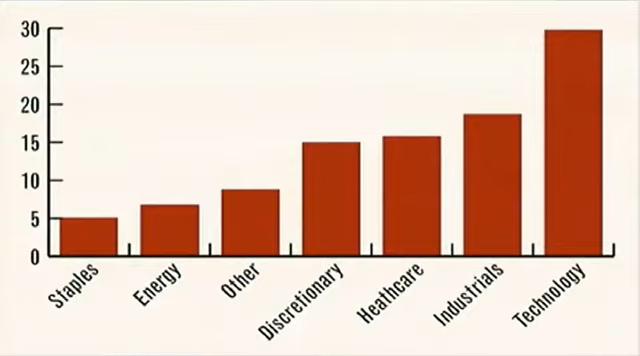 30
25
20
15
10
5
0
Staples
Energy
Other
Discretionary
Heathcare
Industrials
Technology